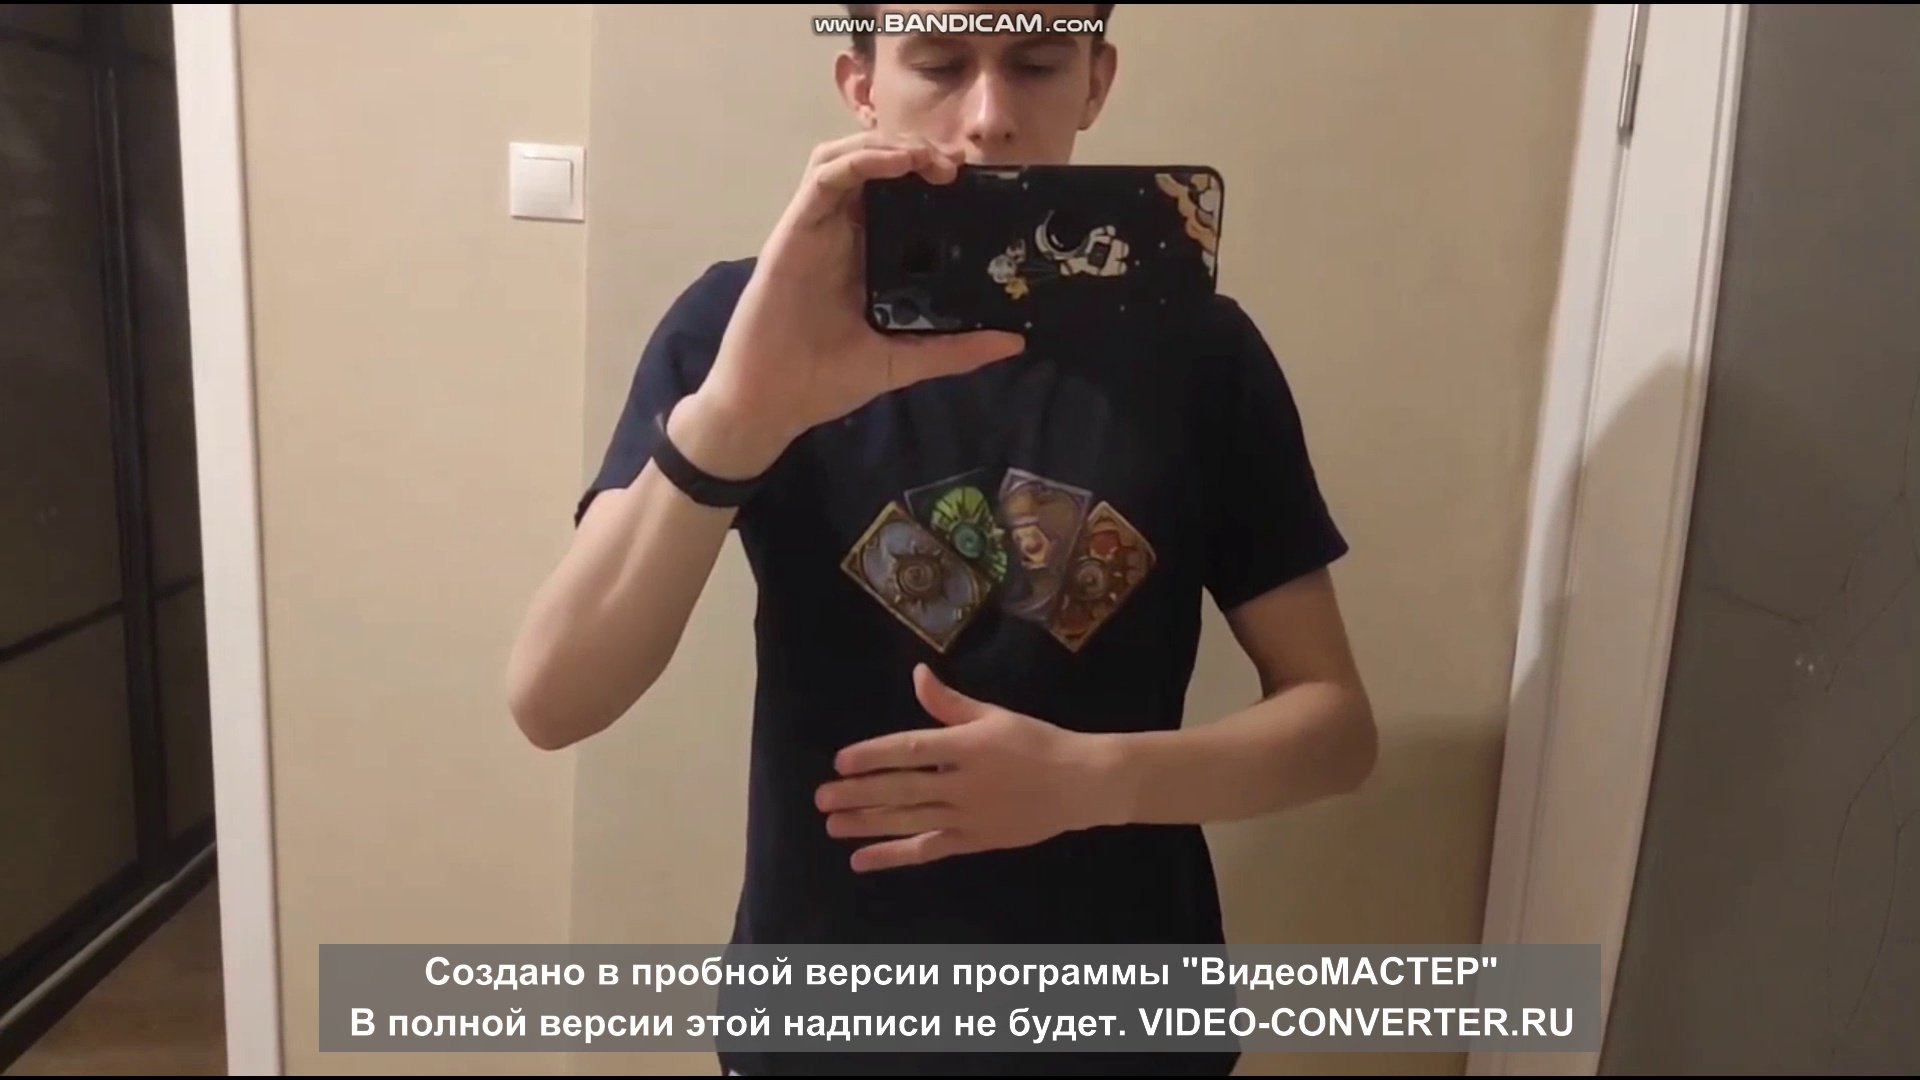 www.BANDICAM.com
Создано в пробной версии программы "ВидеоМАСТЕР"
В полной версии этой надписи не будет. VIDEO-CONVERTER.RU